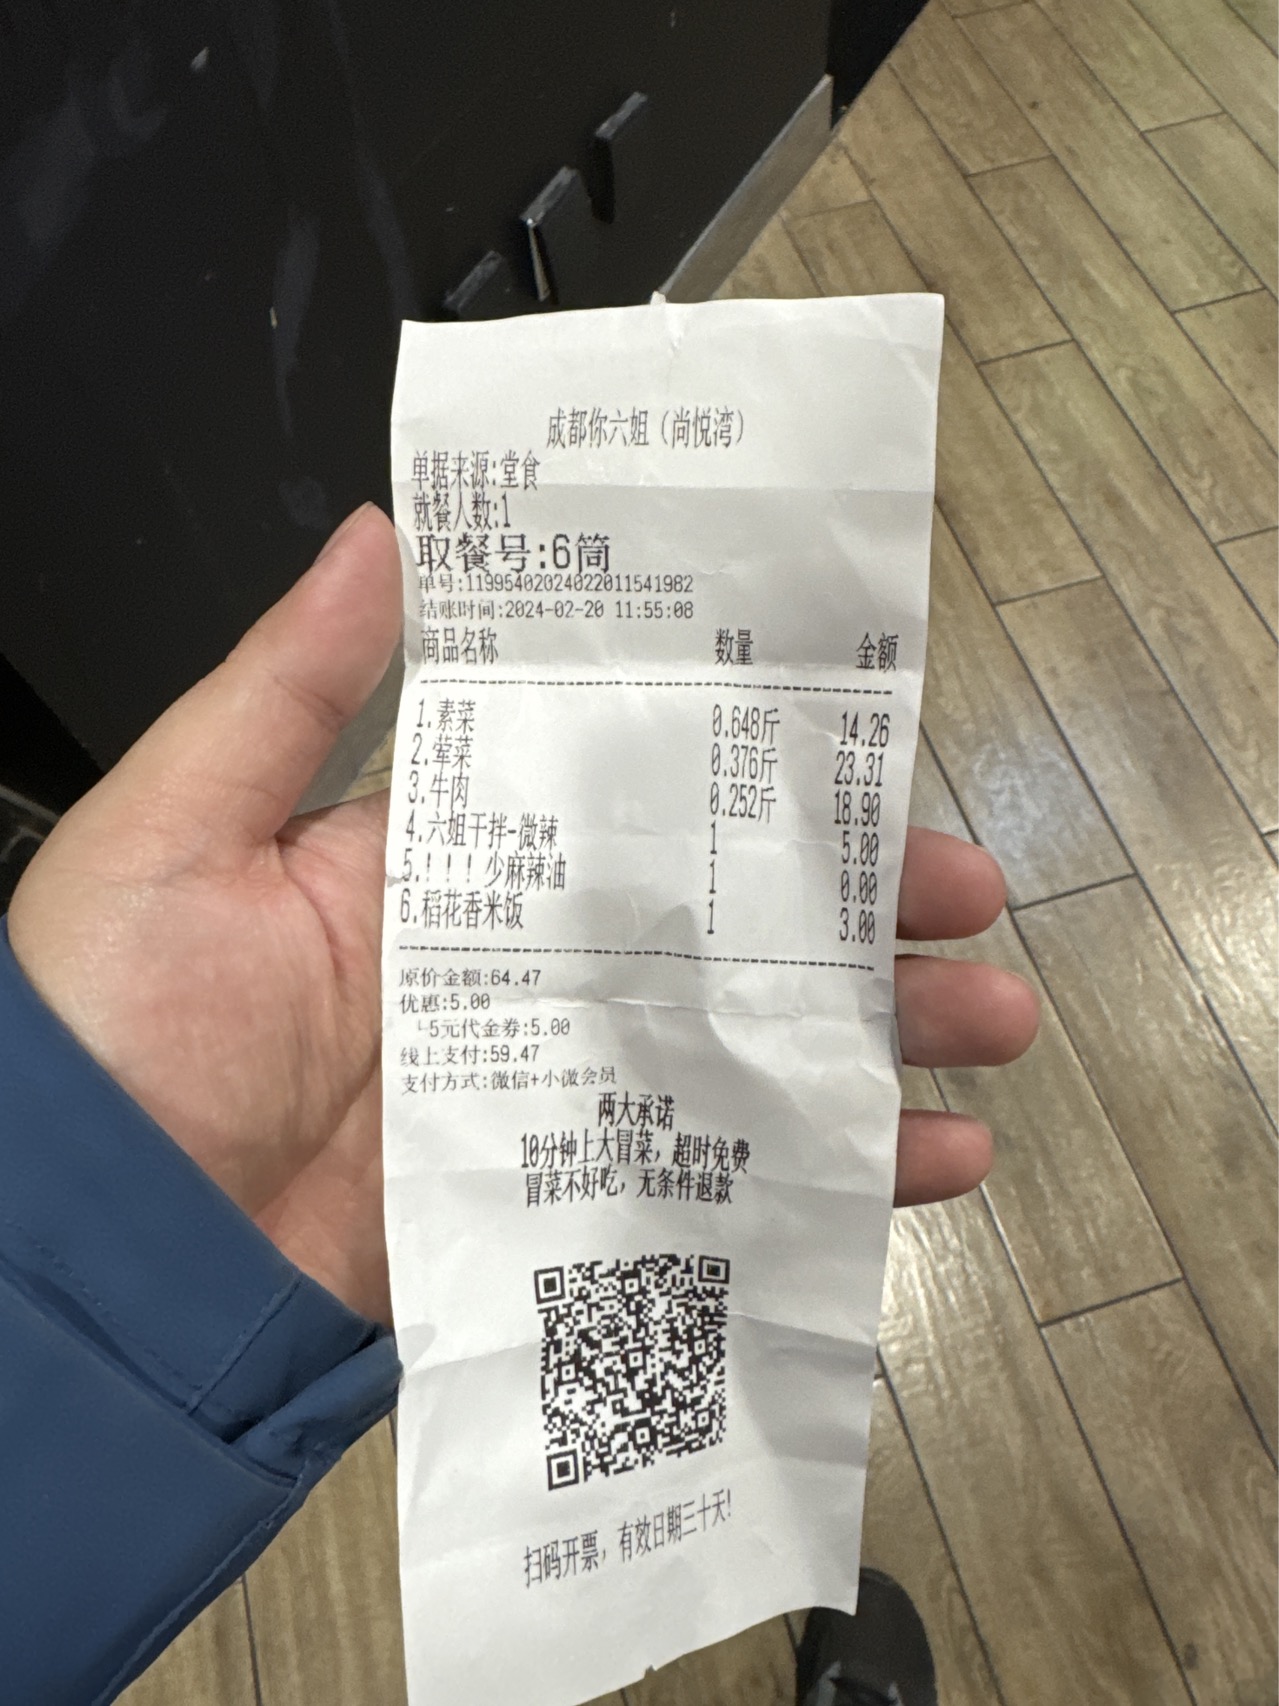 成都你六姐（尚悦湾）
单据来源:堂食
就餐人数:1
取餐号:6筒
单号:11995402024022011541982
结账时间:2024-02-20 11:55:08
商品名称 数量 金额
1.素菜 0.648斤 14.26
2.荤菜 0.376斤 23.31
3.牛肉 0.252斤 18.90
4.六姐干拌-微辣 1 5.00
5.！！！少麻辣油 1 0.00
6.稻花香米饭 1 3.00
原价金额:64.47
优惠:5.00
└5元代金券:5.00
线上支付:59.47
支付方式:微信+小微会员
两大承诺
10分钟上大冒菜，超时免费
冒菜不好吃，无条件退款
扫码开票，有效日期三十天!